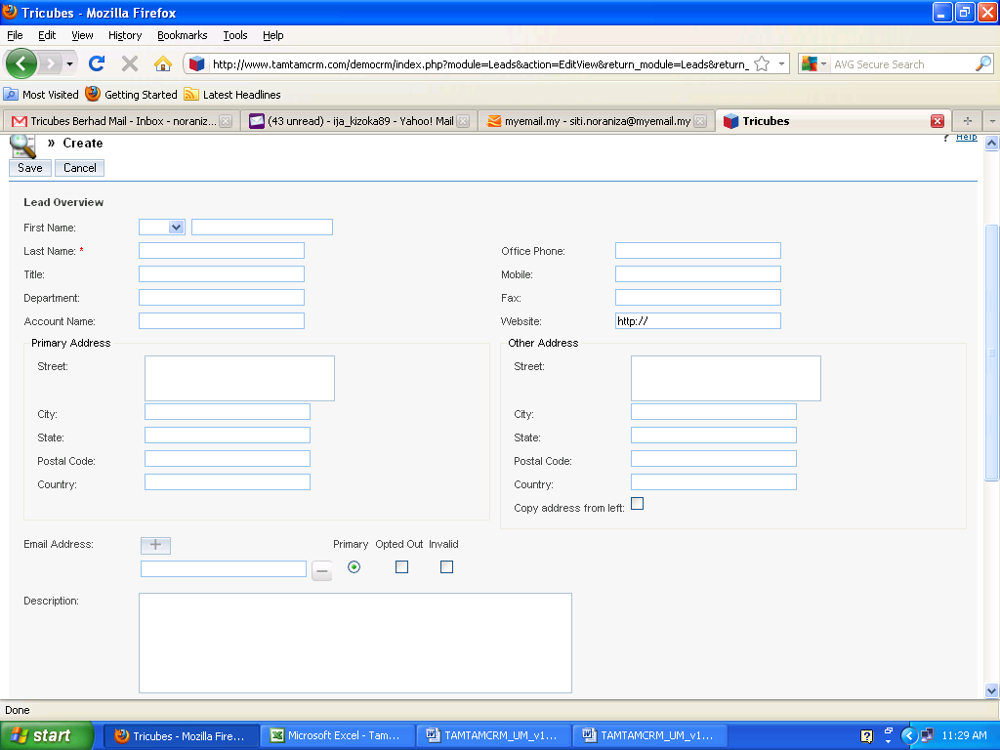 Tricubes - Mozilla Firefox
File Edit View History Bookmarks Tools Help
http://www.tamtamcrm.com/democrm/index.php?module=Leads&action=EditView&return_module=Leads&return_
AVG Secure Search
Most Visited Getting Started Latest Headlines
Tricubes Berhad Mail - Inbox - noraniz... (43 unread) - ija_kizoka89 - Yahoo! Mail myemail.my - siti.noraniza@myemail.my Tricubes
» Create ? Help
Save Cancel
Lead Overview
First Name:
Last Name: * Office Phone:
Title: Mobile:
Department: Fax:
Account Name: Website: http://
Primary Address Other Address
Street: Street:
City: City:
State: State:
Postal Code: Postal Code:
Country: Country:
Copy address from left:
Email Address: Primary Opted Out Invalid
Description:
Done
start Tricubes - Mozilla Fire... Microsoft Excel - Tam... TAMTAMCRM_UM_v1... TAMTAMCRM_UM_v1... 11:29 AM